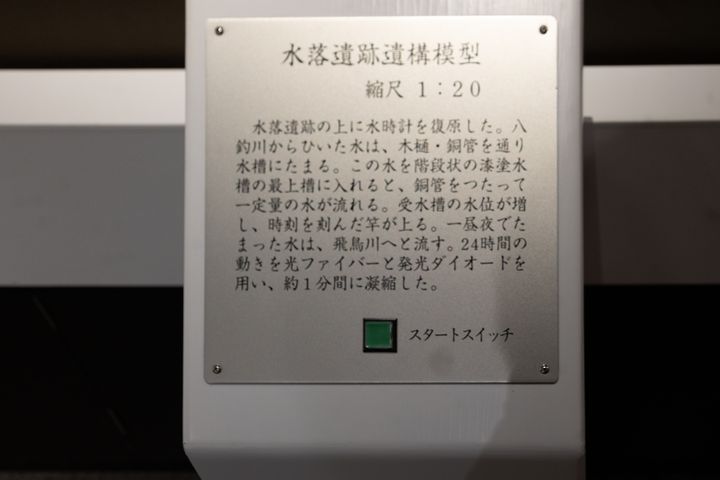 水落遺跡遺構模型
縮尺 1：20
水落遺跡の上に水時計を復原した。八
釣川からひいた水は、木樋・銅管を通り
水槽にたまる。この水を階段状の漆塗水
槽の最上槽に入れると、銅管をつたって
一定量の水が流れる。受水槽の水位が増
し、時刻を刻んだ竿が上る。一昼夜でた
まった水は、飛鳥川へと流す。24時間の
動きを光ファイバーと発光ダイオードを
用い、約1分間に凝縮した。
スタートスイッチ